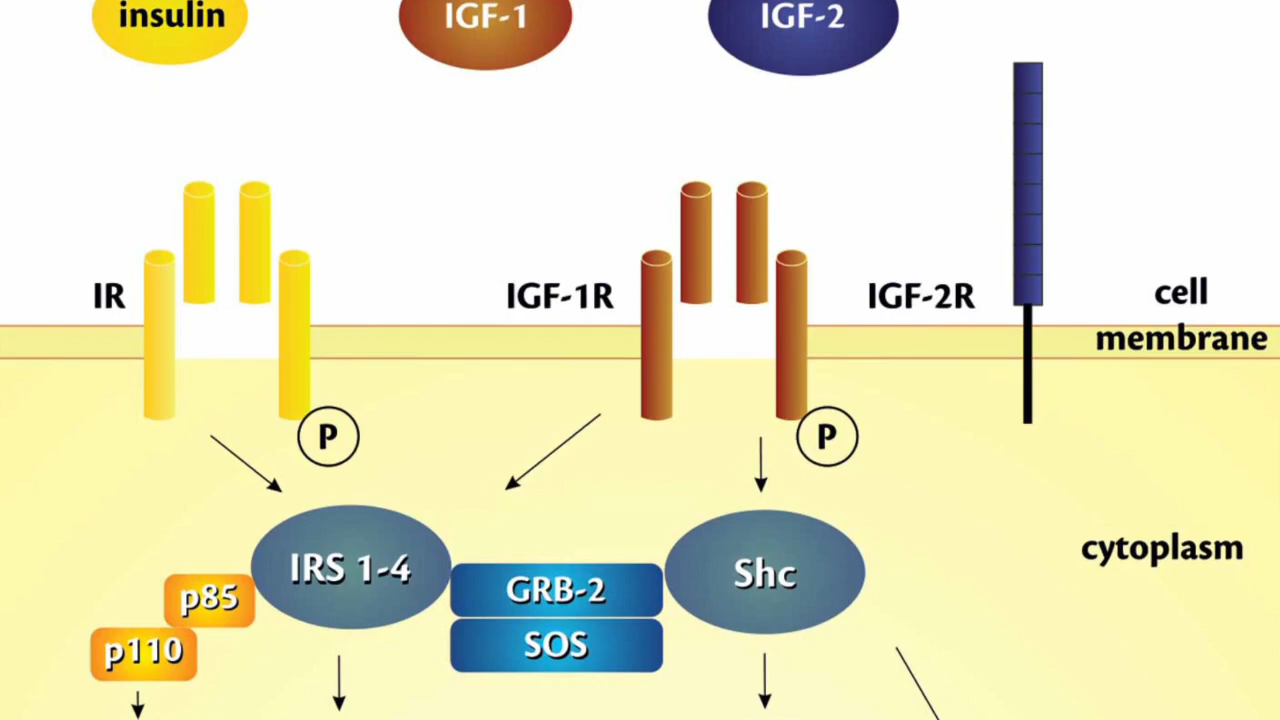 insulin
IGF-1
IGF-2
IR
IGF-1R
IGF-2R
cell
membrane
P
P
IRS 1-4
GRB-2
SOS
Shc
cytoplasm
p85
p110